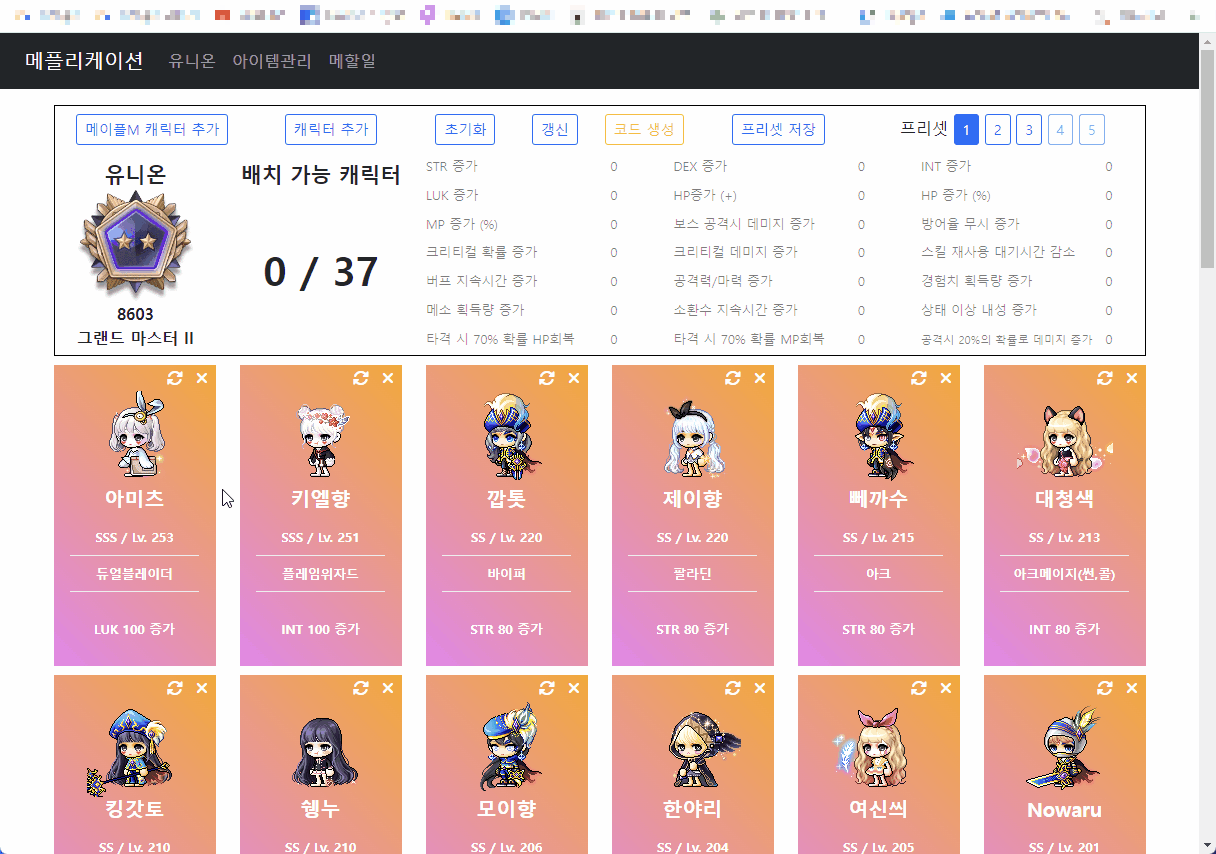 메플리케이션 유니온 아이템관리 메할일
메이플M 캐릭터 추가 캐릭터 추가 초기화 갱신 코드 생성 프리셋 저장 프리셋 1 2 3 4 5
유니온
8603
그랜드 마스터 II
배치 가능 캐릭터
0 / 37
STR 증가 0 DEX 증가 0 INT 증가 0
LUK 증가 0 HP증가 (+) 0 HP 증가 (%) 0
MP 증가 (%) 0 보스 공격시 데미지 증가 0 방어율 무시 증가 0
크리티컬 확률 증가 0 크리티컬 데미지 증가 0 스킬 재사용 대기시간 감소 0
버프 지속시간 증가 0 공격력/마력 증가 0 경험치 획득량 증가 0
메소 획득량 증가 0 소환수 지속시간 증가 0 상태 이상 내성 증가 0
타격 시 70% 확률 HP회복 0 타격 시 70% 확률 MP회복 0 공격시 20%의 확률로 데미지 증가 0
아미츠 키엘향 깝톳 제이향 뻬까수 대청색
SSS / Lv. 253 SSS / Lv. 251 SS / Lv. 220 SS / Lv. 220 SS / Lv. 215 SS / Lv. 213
듀얼블레이더 플레임위자드 바이퍼 팔라딘 아크 아크메이지(썬,콜)
LUK 100 증가 INT 100 증가 STR 80 증가 STR 80 증가 STR 80 증가 INT 80 증가
킹갓토 쉥누 모이향 한야리 여신씌 Nowaru
SS / Lv. 210 SS / Lv. 210 SS / Lv. 206 SS / Lv. 204 SS / Lv. 205 SS / Lv. 201